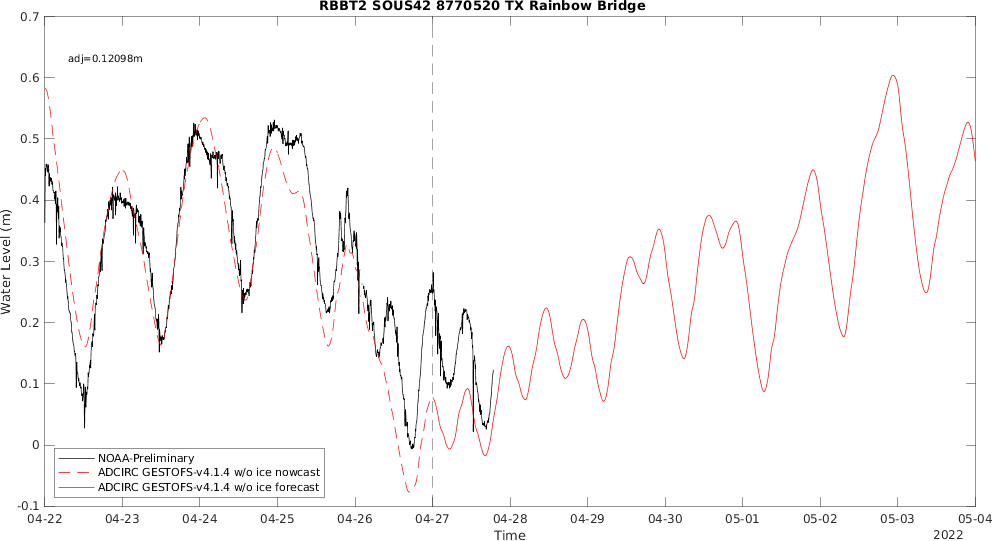 RBBT2 SOUS42 8770520 TX Rainbow Bridge
adj=0.12098m
0.7
0.6
0.5
0.4
0.3
0.2
0.1
0
-0.1
Water Level (m)
NOAA-Preliminary
ADCIRC GESTOFS-v4.1.4 w/o ice nowcast
ADCIRC GESTOFS-v4.1.4 w/o ice forecast
04-22 04-23 04-24 04-25 04-26 04-27 04-28 04-29 04-30 05-01 05-02 05-03 05-04
Time
2022